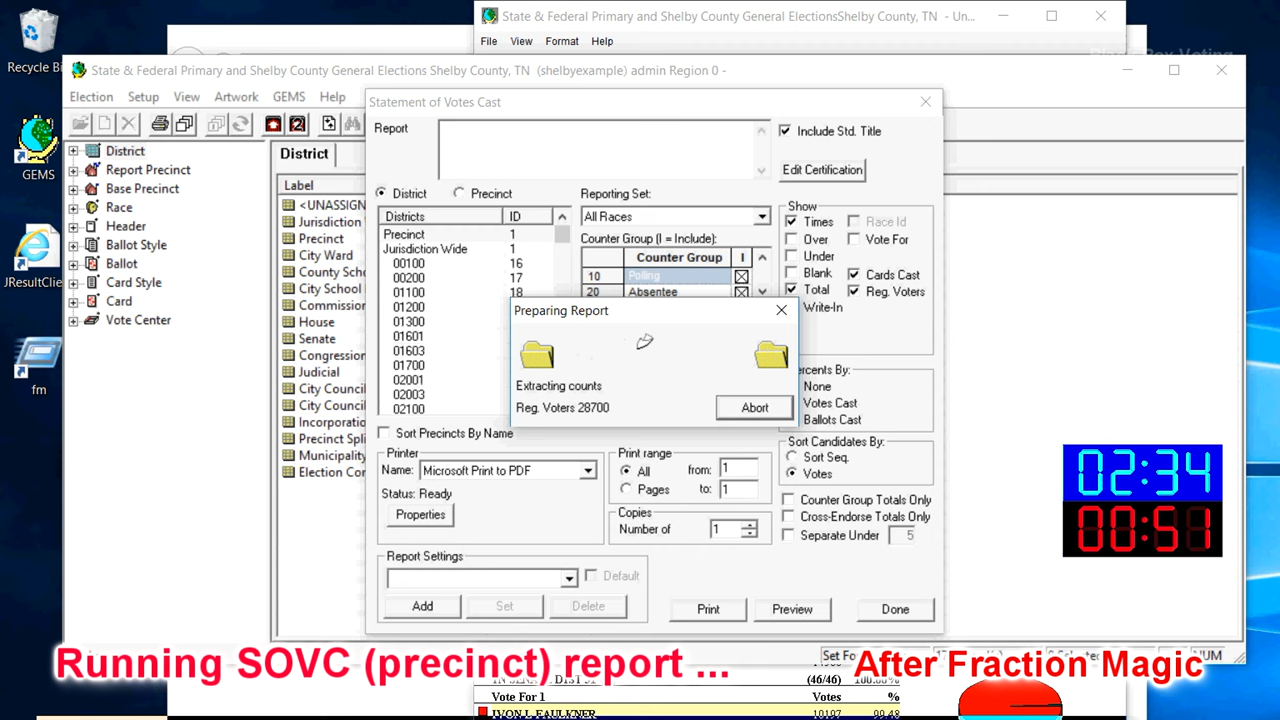 State & Federal Primary and Shelby County General ElectionsShelby County, TN - Un...
File View Format Help
Recycle Bi
State & Federal Primary and Shelby County General Elections Shelby County, TN (shelbyexample) admin Region 0 -
Election Setup View Artwork GEMS Help
GEMS
JResultClie
fm
District
Report Precinct
Base Precinct
Race
Header
Ballot Style
Ballot
Card Style
Card
Vote Center
District
Label
<UNASSIGN
Jurisdiction
Precinct
City Ward
County Scho
City School
Commission
House
Senate
Congression
Judicial
City Council
City Council
Incorporatio
Precinct Spli
Municipality
Election Con
Statement of Votes Cast
Report
Include Std. Title
Edit Certification
District Precinct
Districts ID
Precinct 1
Jurisdiction Wide 1
00100 16
00200 17
01100 18
01200
01300
01601
01603
01700
02001
02003
02100
Reporting Set:
All Races
Counter Group (I = Include):
Counter Group I
10 Polling
20 Absentee
Show
Times Race Id
Over Vote For
Under
Blank Cards Cast
Total Reg. Voters
Write-In
Preparing Report
Extracting counts
Reg. Voters 28700
Abort
ercents By:
None
Votes Cast
Ballots Cast
Sort Precincts By Name
Printer
Name: Microsoft Print to PDF
Status: Ready
Properties
Print range
All from: 1
Pages to: 1
Copies
Number of 1
Sort Candidates By:
Sort Seq.
Votes
Counter Group Totals Only
Cross-Endorse Totals Only
Separate Under 5
Report Settings
Default
Add Set Delete
Print Preview Done
02:34
00:51
Set For
NUM
Running SOVC (precinct) report ...
After Fraction Magic
(46/46) 100.00%
Vote For 1 Votes %
IVON L FAULKNER 10197 99.48